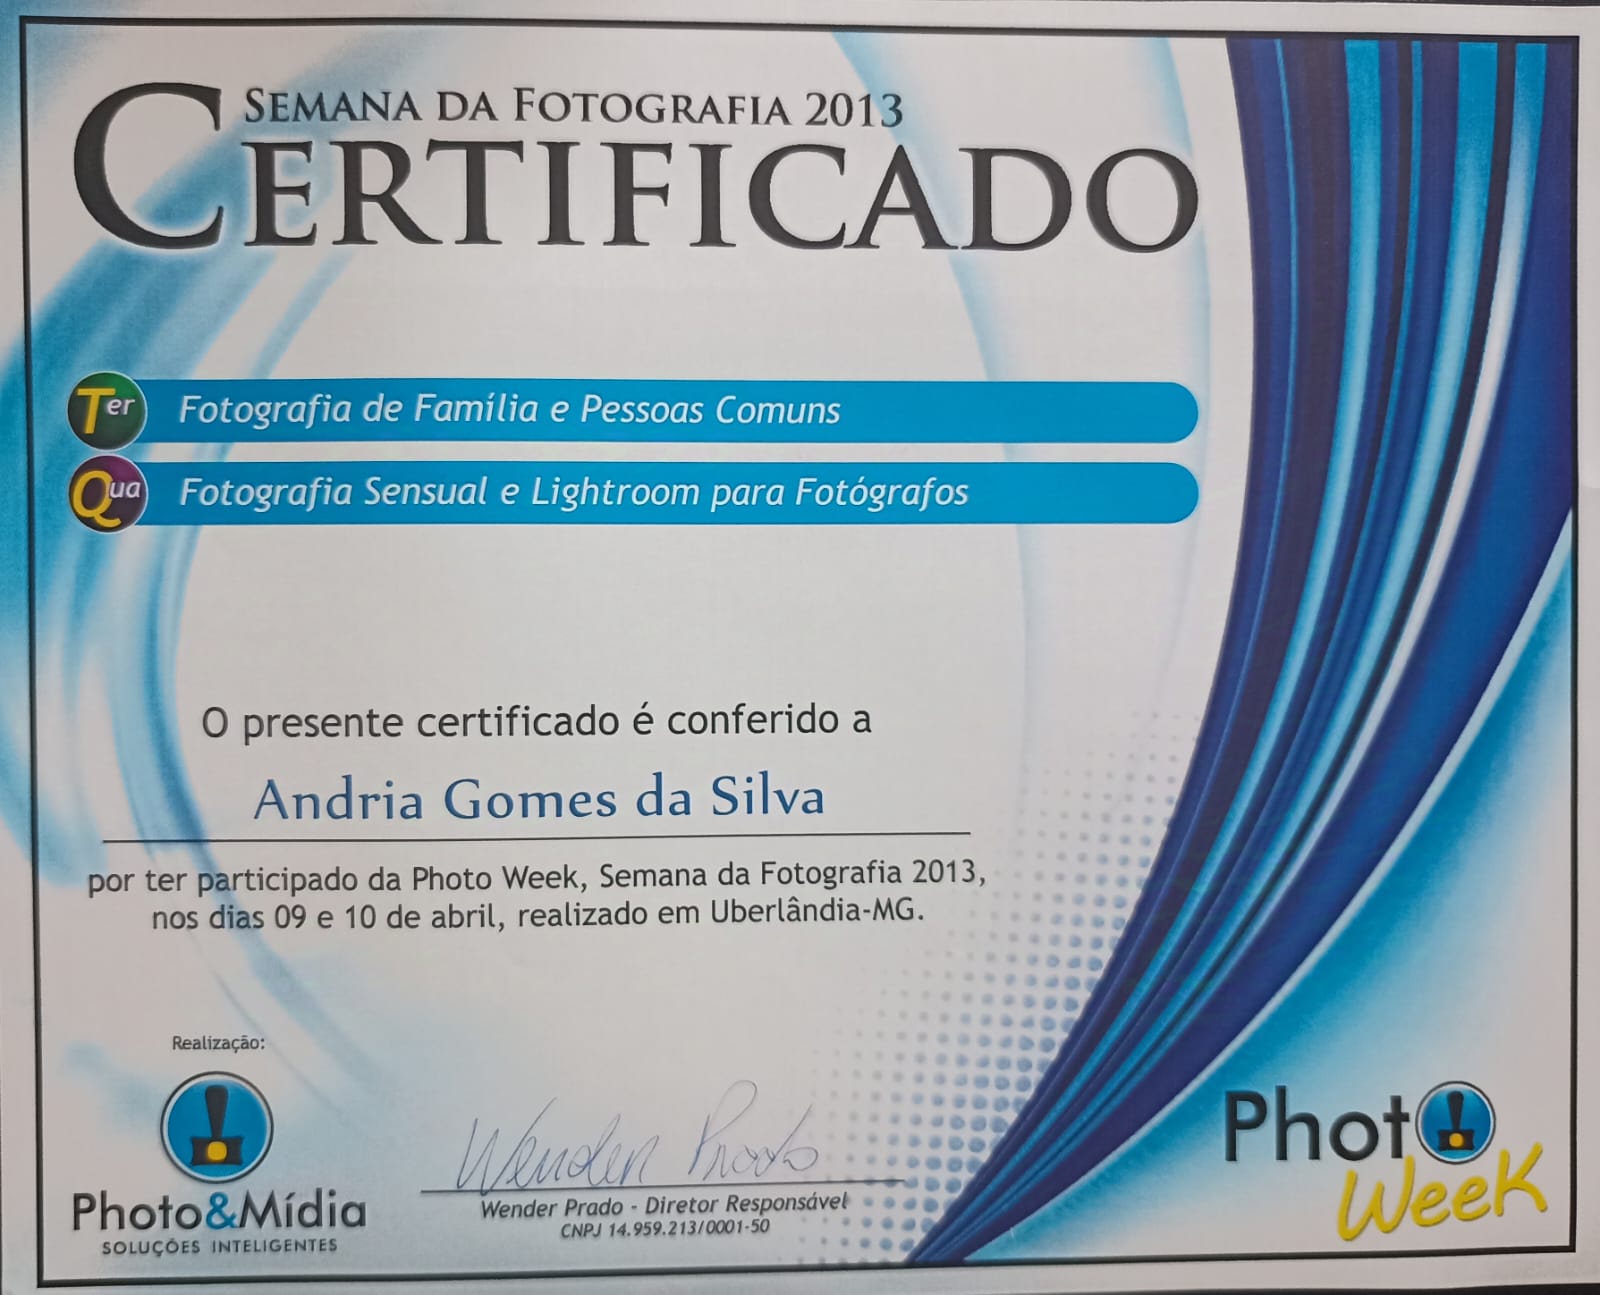 SEMANA DA FOTOGRAFIA 2013
CERTIFICADO
Ter Fotografia de Família e Pessoas Comuns
Qua Fotografia Sensual e Lightroom para Fotógrafos
O presente certificado é conferido a
Andria Gomes da Silva
por ter participado da Photo Week, Semana da Fotografia 2013,
nos dias 09 e 10 de abril, realizado em Uberlândia-MG.
Realização:
Photo&Mídia
SOLUÇÕES INTELIGENTES
Wender Prado
Wender Prado - Diretor Responsável
CNPJ 14.959.213/0001-50
Photo
Week